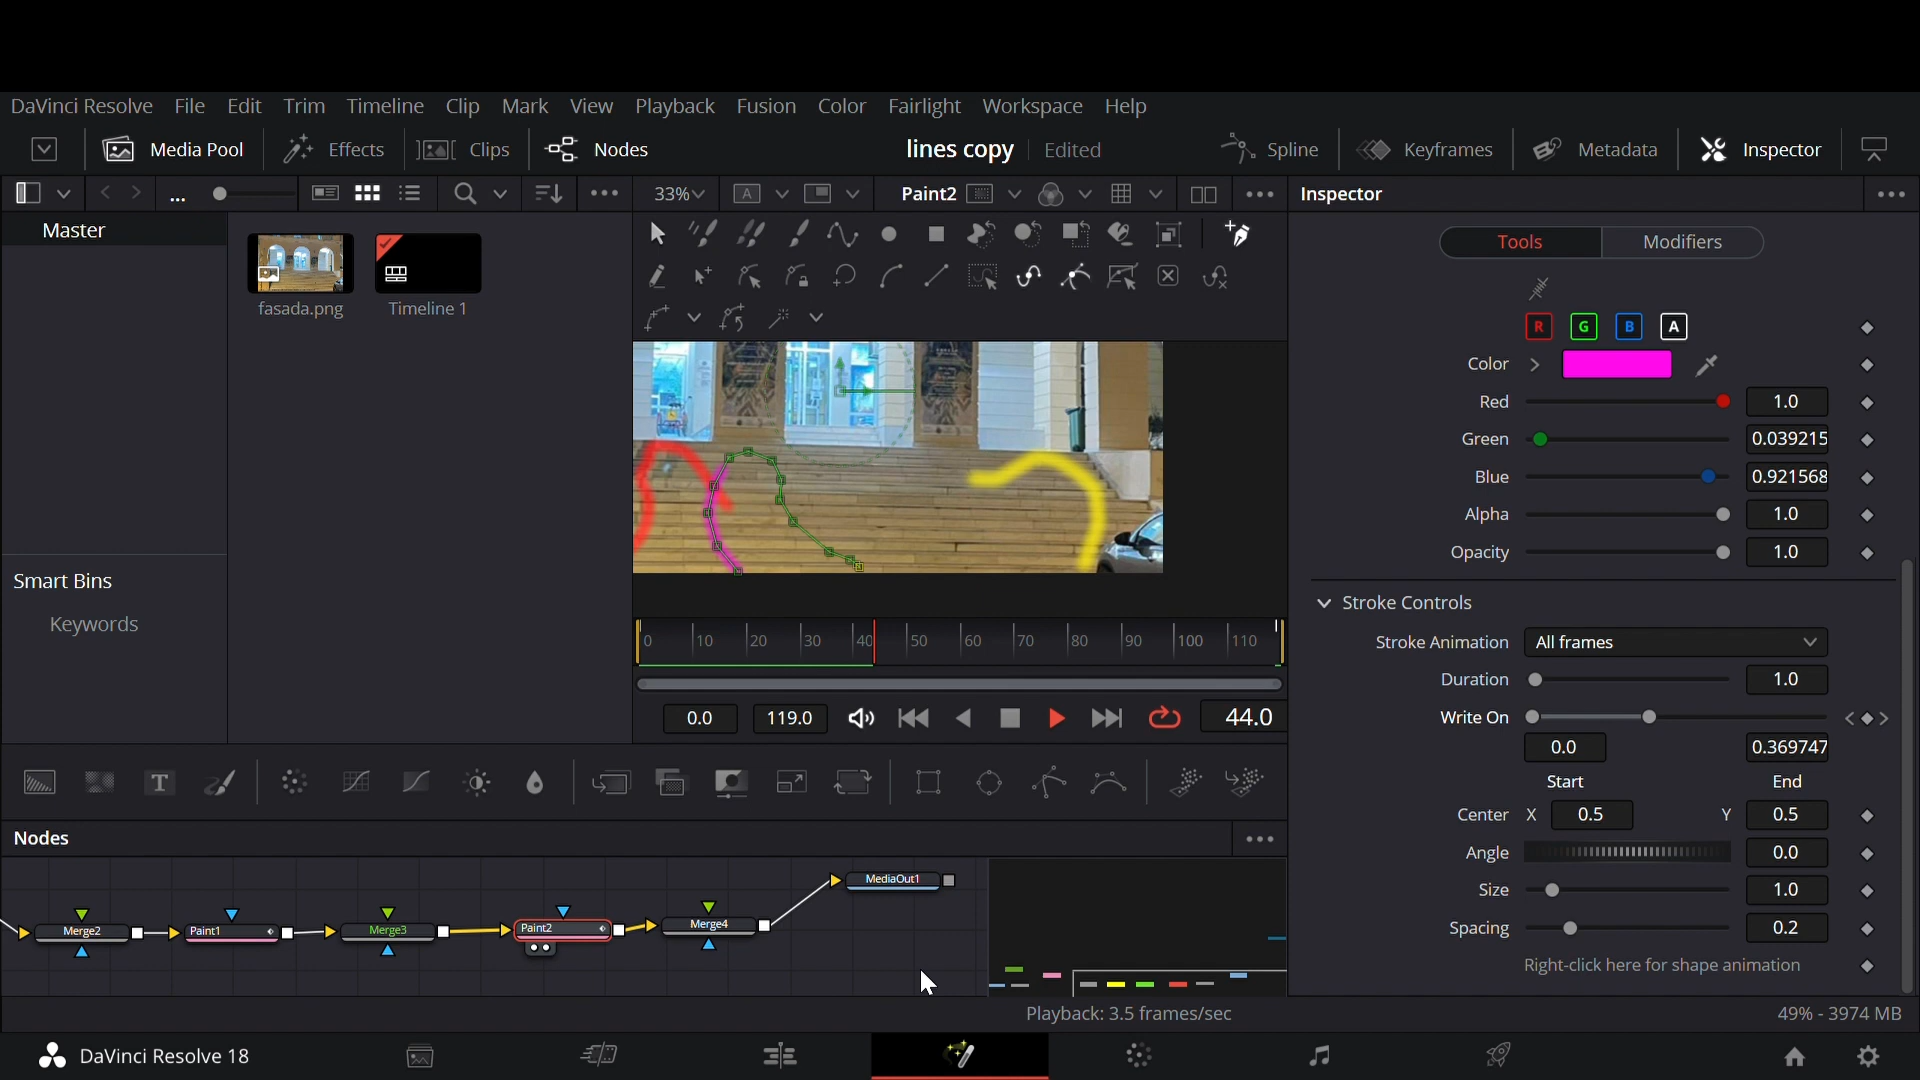 DaVinci Resolve File Edit Trim Timeline Clip Mark View Playback Fusion Color Fairlight Workspace Help
Media Pool Effects Clips Nodes lines copy Edited Spline Keyframes Metadata Inspector
... 33% A Paint2 Inspector
Master
Tools Modifiers
fasada.png Timeline 1
R G B A
Color
Red 1.0
Green 0.039215
Blue 0.921568
Alpha 1.0
Opacity 1.0
Smart Bins
Keywords
Stroke Controls
Stroke Animation All frames
0 10 20 30 40 50 60 70 80 90 100 110
Duration 1.0
0.0 119.0 44.0
Write On
0.0 0.369747
Start End
Center X 0.5 Y 0.5
T
Nodes
Angle 0.0
Size 1.0
Spacing 0.2
Merge2 Paint1 Merge3 Paint2 Merge4 MediaOut1
Right-click here for shape animation
Playback: 3.5 frames/sec 49% - 3974 MB
DaVinci Resolve 18